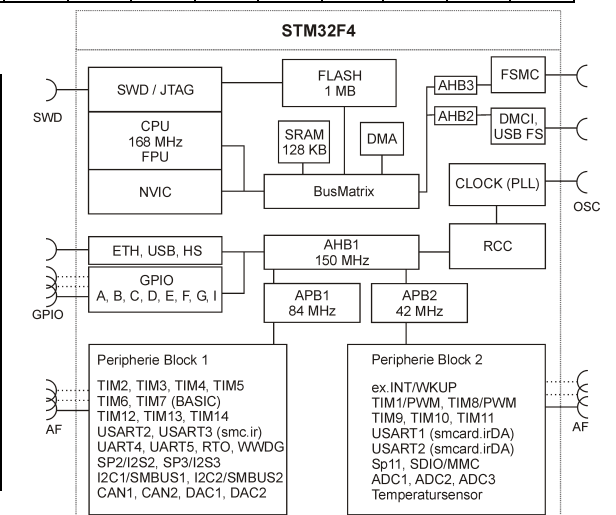 STM32F4
SWD / JTAG
FLASH
1 MB
AHB3
FSMC
SWD
CPU
168 MHz
FPU
SRAM
128 KB
DMA
AHB2
DMCI,
USB FS
NVIC
BusMatrix
CLOCK (PLL)
OSC
ETH, USB, HS
AHB1
150 MHz
RCC
GPIO
A, B, C, D, E, F, G, I
GPIO
APB1
84 MHz
APB2
42 MHz
Peripherie Block 1
TIM2, TIM3, TIM4, TIM5
TIM6, TIM7 (BASIC)
TIM12, TIM13, TIM14
USART2, USART3 (smc.ir)
UART4, UART5, RTO, WWDG
SP2/I2S2, SP3/I2S3
I2C1/SMBUS1, I2C2/SMBUS2
CAN1, CAN2, DAC1, DAC2
AF
Peripherie Block 2
ex.INT/WKUP
TIM1/PWM, TIM8/PWM
TIM9, TIM10, TIM11
USART1 (smcard.irDA)
USART2 (smcard.irDA)
Sp11, SDIO/MMC
ADC1, ADC2, ADC3
Temperatursensor
AF